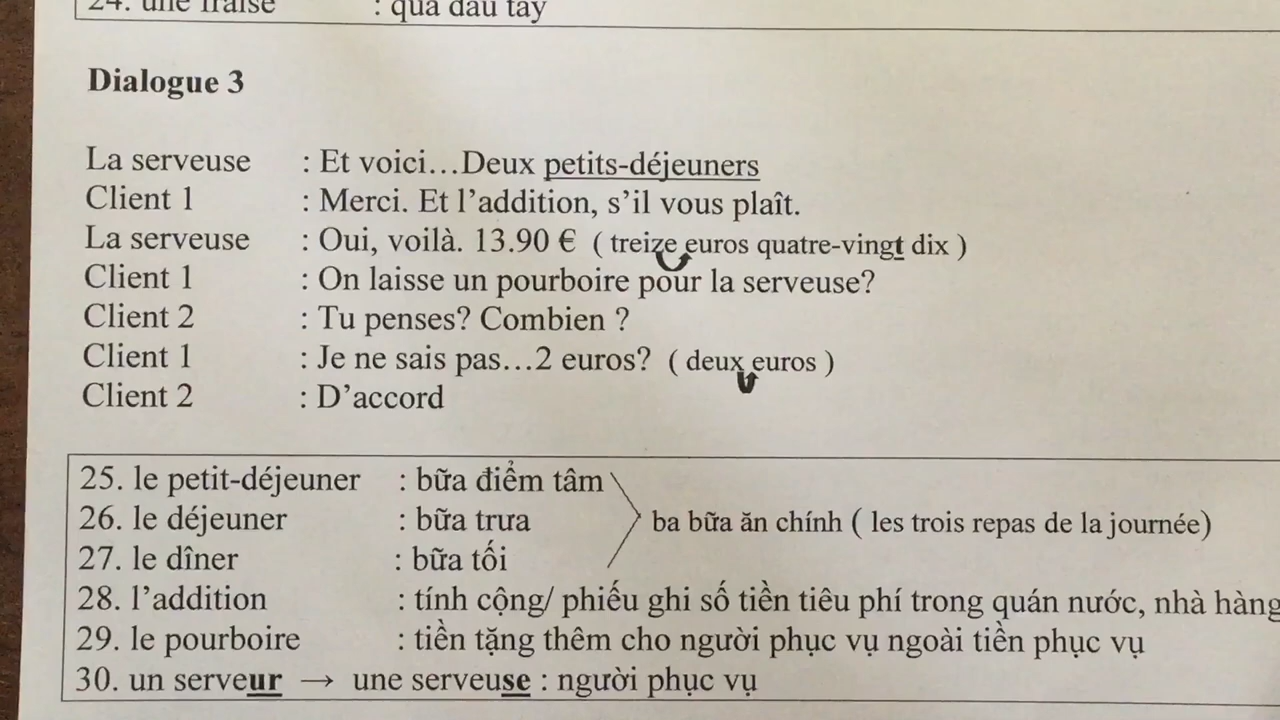 24. une fraise : quả dâu tây
Dialogue 3
La serveuse : Et voici…Deux petits-déjeuners
Client 1 : Merci. Et l’addition, s’il vous plaît.
La serveuse : Oui, voilà. 13.90 € ( treize euros quatre-vingt dix )
Client 1 : On laisse un pourboire pour la serveuse?
Client 2 : Tu penses? Combien ?
Client 1 : Je ne sais pas…2 euros? ( deux euros )
Client 2 : D’accord
25. le petit-déjeuner : bữa điểm tâm
26. le déjeuner : bữa trưa ba bữa ăn chính ( les trois repas de la journée)
27. le dîner : bữa tối
28. l’addition : tính cộng/ phiếu ghi số tiền tiêu phí trong quán nước, nhà hàng
29. le pourboire : tiền tặng thêm cho người phục vụ ngoài tiền phục vụ
30. un serveur → une serveuse : người phục vụ